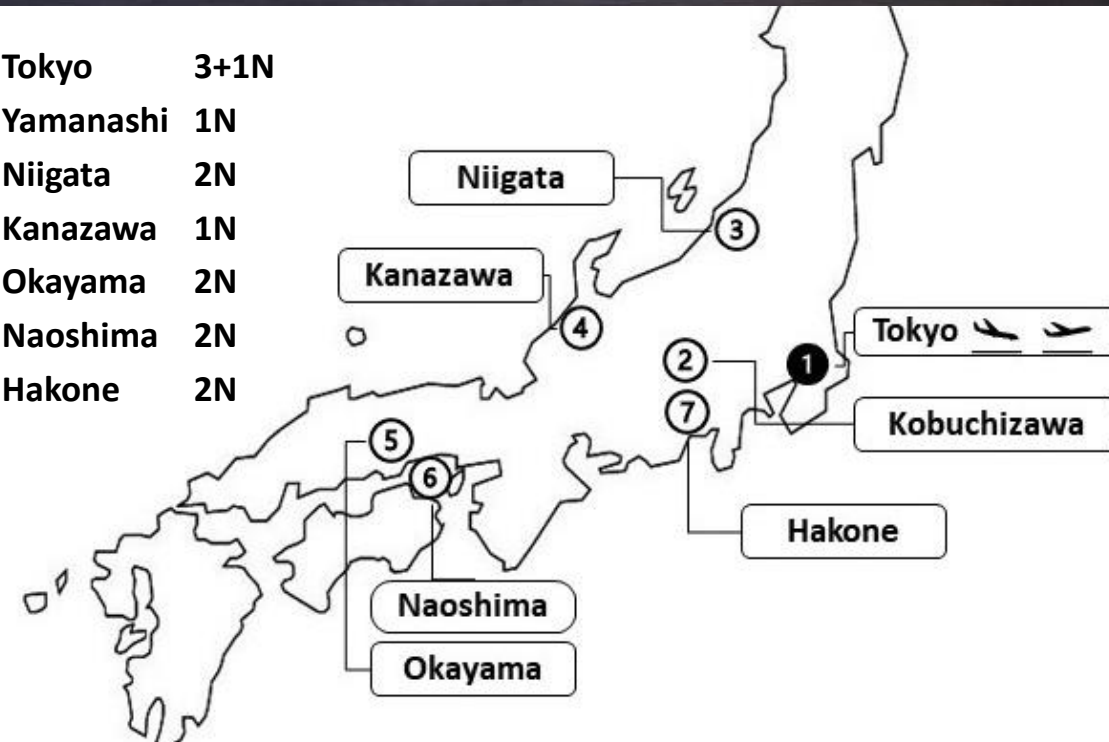 Tokyo 3+1N
Yamanashi 1N
Niigata 2N
Kanazawa 1N
Okayama 2N
Naoshima 2N
Hakone 2N
Niigata
3
Kanazawa
4
Tokyo
1
2
Kobuchizawa
7
5
6
Hakone
Naoshima
Okayama